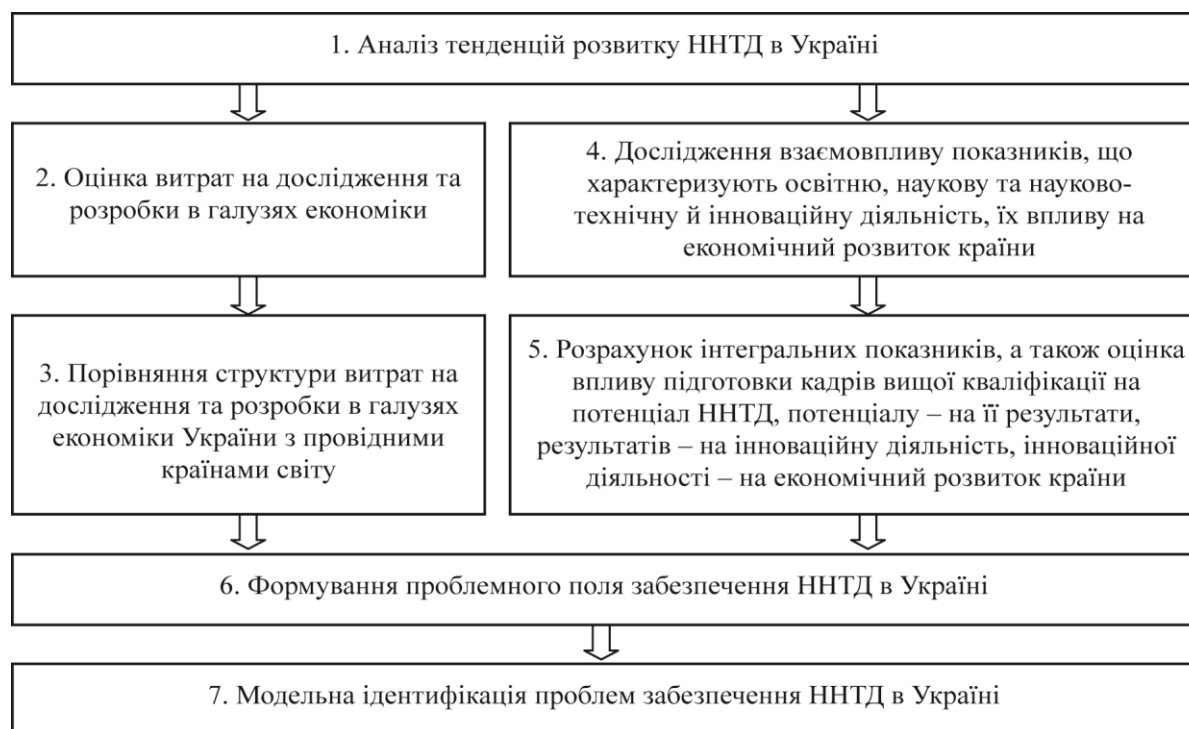 1. Аналіз тенденцій розвитку ННТД в Україні
2. Оцінка витрат на дослідження та
розробки в галузях економіки
3. Порівняння структури витрат на
дослідження та розробки в галузях
економіки України з провідними
країнами світу
4. Дослідження взаємовпливу показників, що
характеризують освітню, наукову та науково-
технічну й інноваційну діяльність, їх впливу на
економічний розвиток країни
5. Розрахунок інтегральних показників, а також оцінка
впливу підготовки кадрів вищої кваліфікації на
потенціал ННТД, потенціалу – на її результати,
результатів – на інноваційну діяльність, інноваційної
діяльності – на економічний розвиток країни
6. Формування проблемного поля забезпечення ННТД в Україні
7. Модельна ідентифікація проблем забезпечення ННТД в Україні